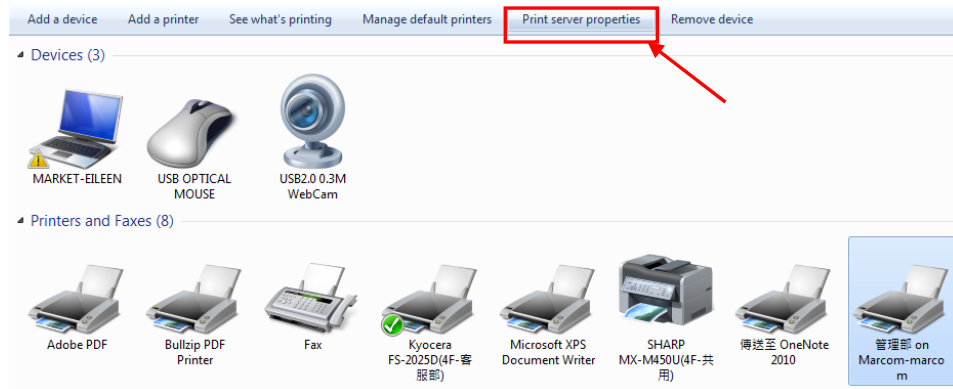 Add a device Add a printer See what's printing Manage default printers Print server properties Remove device
Devices (3)
MARKET-EILEEN
USB OPTICAL
MOUSE
USB2.0 0.3M
WebCam
Printers and Faxes (8)
Adobe PDF
Bullzip PDF
Printer
Fax
Kyocera
FS-2025D(4F-客
服部)
Microsoft XPS
Document Writer
SHARP
MX-M450U(4F-共
用)
傳送至 OneNote
2010
管理部 on
Marcom-marco
m